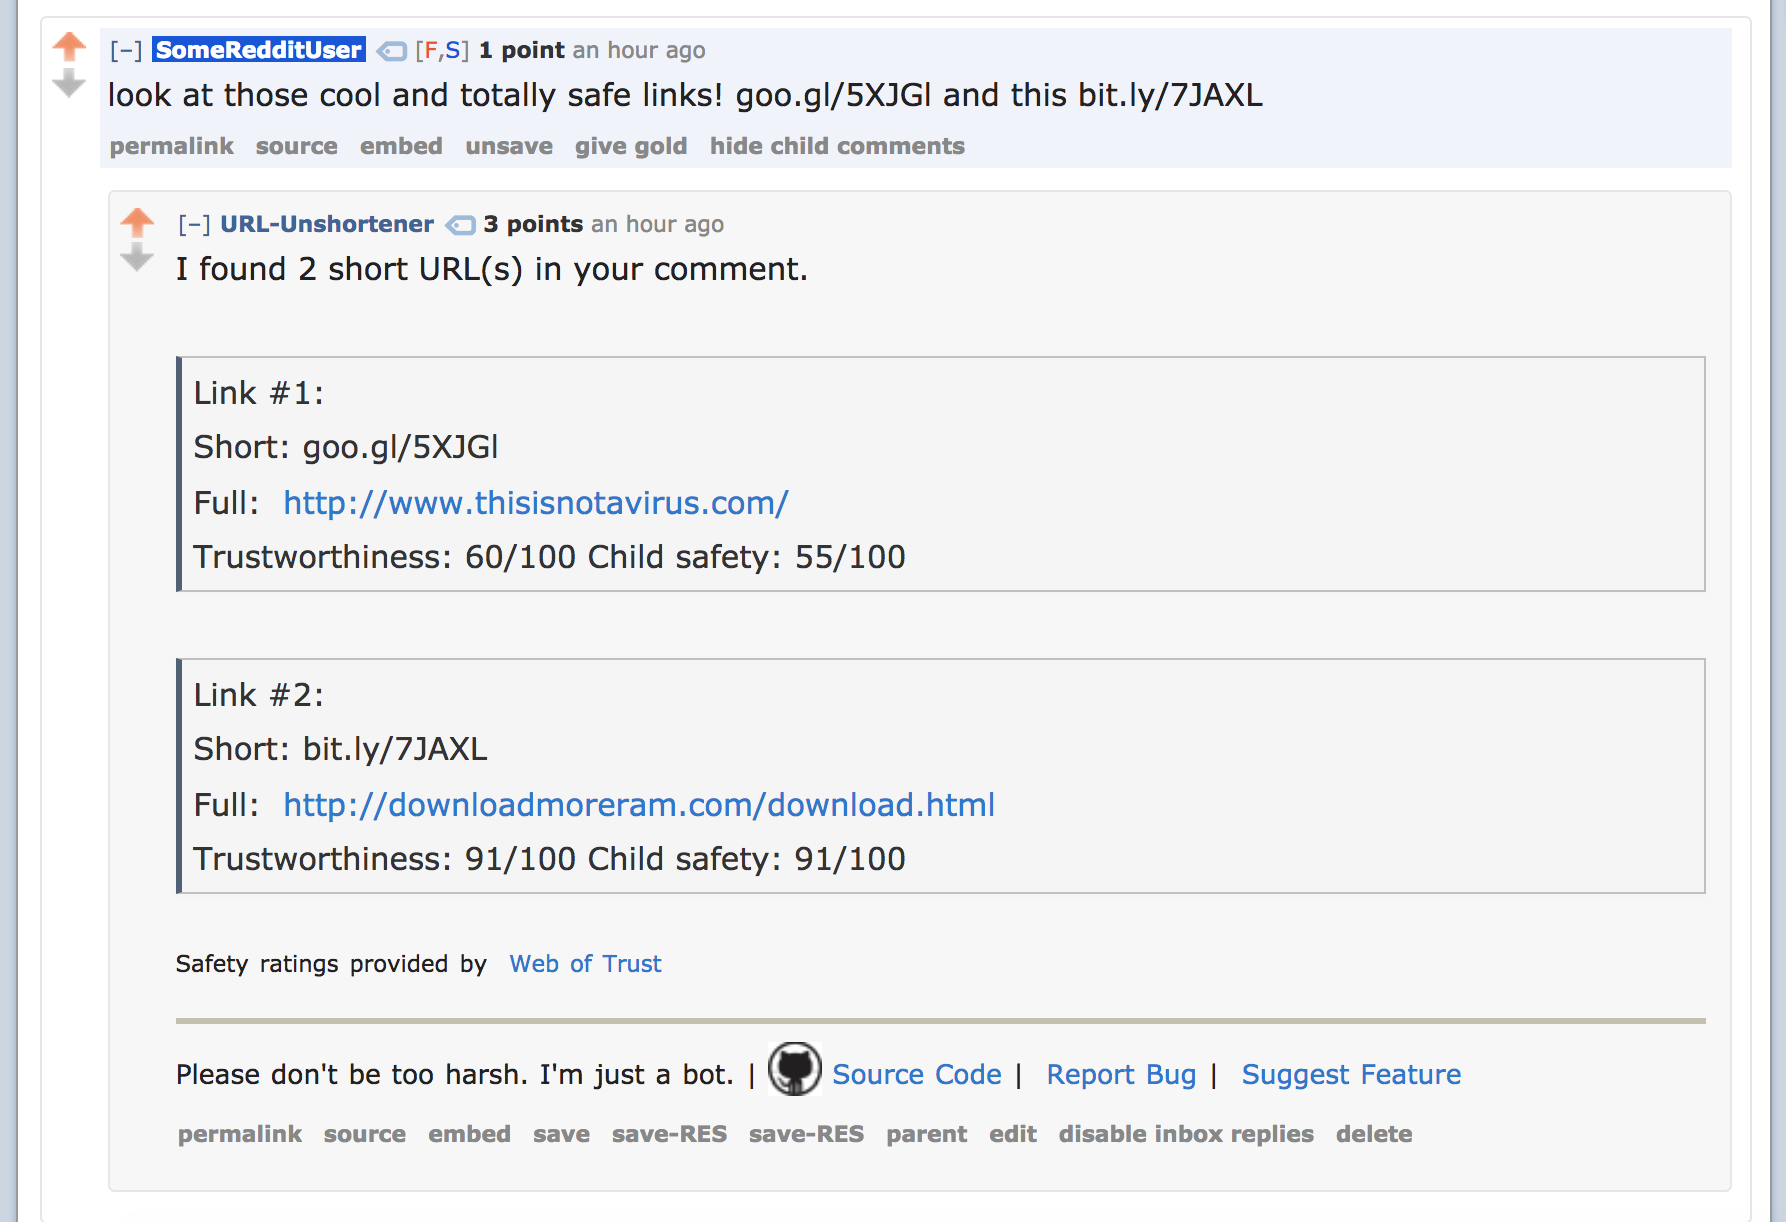 [−] SomeRedditUser [F,S] 1 point an hour ago
look at those cool and totally safe links! goo.gl/5XJGl and this bit.ly/7JAXL
permalink source embed unsave give gold hide child comments
[−] URL-Unshortener 3 points an hour ago
I found 2 short URL(s) in your comment.
Link #1:
Short: goo.gl/5XJGl
Full: http://www.thisisnotavirus.com/
Trustworthiness: 60/100 Child safety: 55/100
Link #2:
Short: bit.ly/7JAXL
Full: http://downloadmoreram.com/download.html
Trustworthiness: 91/100 Child safety: 91/100
Safety ratings provided by Web of Trust
Please don't be too harsh. I'm just a bot. | Source Code | Report Bug | Suggest Feature
permalink source embed save save-RES save-RES parent edit disable inbox replies delete